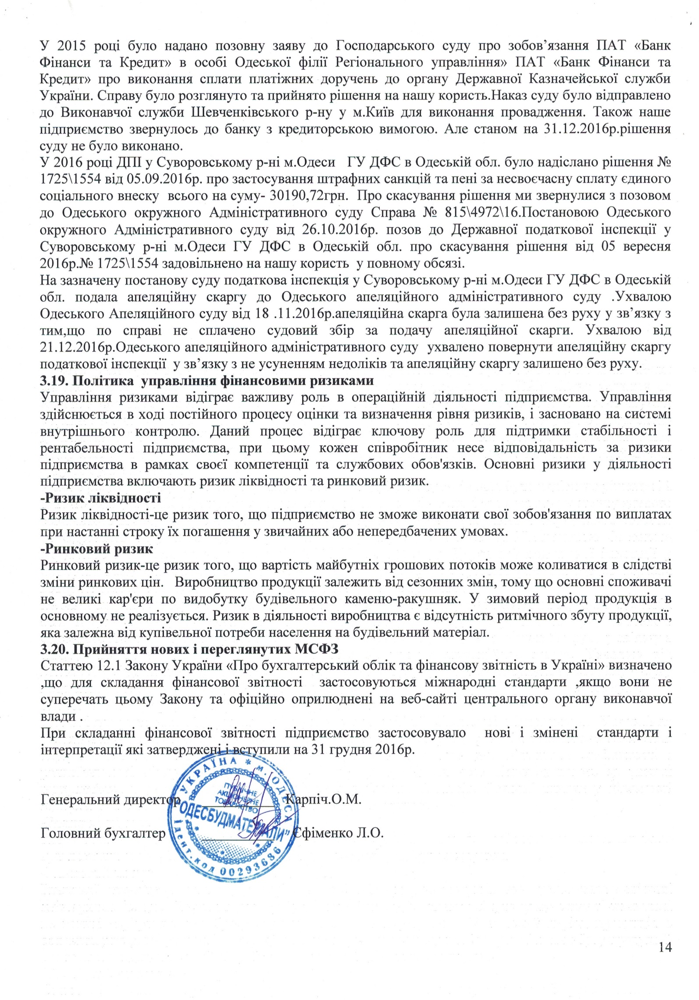 У 2015 році було надано позовну заяву до Господарського суду про зобов’язання ПАТ «Банк
Фінанси та Кредит» в особі Одеської філії Регіонального управління» ПАТ «Банк Фінанси та
Кредит» про виконання сплати платіжних доручень до органу Державної Казначейської служби
України. Справу було розглянуто та прийнято рішення на нашу користь.Наказ суду було відправлено
до Виконавчої служби Шевченківського р-ну у м.Київ для виконання провадження. Також наше
підприємство звернулось до банку з кредиторською вимогою. Але станом на 31.12.2016р.рішення
суду не було виконано.
У 2016 році ДПІ у Суворовському р-ні м.Одеси ГУ ДФС в Одеській обл. було надіслано рішення №
1725\1554 від 05.09.2016р. про застосування штрафних санкцій та пені за несвоєчасну сплату єдиного
соціального внеску всього на суму- 30190,72грн. Про скасування рішення ми звернулися з позовом
до Одеського окружного Адміністративного суду Справа № 815\4972\16.Постановою Одеського
окружного Адміністративного суду від 26.10.2016р. позов до Державної податкової інспекції у
Суворовському р-ні м.Одеси ГУ ДФС в Одеській обл. про скасування рішення від 05 вересня
2016р.№ 1725\1554 задовільнено на нашу користь у повному обсязі.
На зазначену постанову суду податкова інспекція у Суворовському р-ні м.Одеси ГУ ДФС в Одеській
обл. подала апеляційну скаргу до Одеського апеляційного адміністративного суду .Ухвалою
Одеського Апеляційного суду від 18 .11.2016р.апеляційна скарга була залишена без руху у зв’язку з
тим,що по справі не сплачено судовий збір за подачу апеляційної скарги. Ухвалою від
21.12.2016р.Одеського апеляційного адміністративного суду ухвалено повернути апеляційну скаргу
податкової інспекції у зв’язку з не усуненням недоліків та апеляційну скаргу залишено без руху.
3.19. Політика управління фінансовими ризиками
Управління ризиками відіграє важливу роль в операційній діяльності підприємства. Управління
здійснюється в ході постійного процесу оцінки та визначення рівня ризиків, і засновано на системі
внутрішнього контролю. Даний процес відіграє ключову роль для підтримки стабільності і
рентабельності підприємства, при цьому кожен співробітник несе відповідальність за ризики
підприємства в рамках своєї компетенції та службових обов'язків. Основні ризики у діяльності
підприємства включають ризик ліквідності та ринковий ризик.
-Ризик ліквідності
Ризик ліквідності-це ризик того, що підприємство не зможе виконати свої зобов'язання по виплатах
при настанні строку їх погашення у звичайних або непередбачених умовах.
-Ринковий ризик
Ринковий ризик-це ризик того, що вартість майбутніх грошових потоків може коливатися в слідстві
зміни ринкових цін. Виробництво продукції залежить від сезонних змін, тому що основні споживачі
не великі кар'єри по видобутку будівельного каменю-ракушняк. У зимовий період продукція в
основному не реалізується. Ризик в діяльності виробництва є відсутність ритмічного збуту продукції,
яка залежна від купівельної потреби населення на будівельний матеріал.
3.20. Прийняття нових і переглянутих МСФЗ
Статтею 12.1 Закону України «Про бухгалтерський облік та фінансову звітність в Україні» визначено
,що для складання фінансової звітності застосовуються міжнародні стандарти ,якщо вони не
суперечать цьому Закону та офіційно оприлюднені на веб-сайті центрального органу виконавчої
влади .
При складанні фінансової звітності підприємство застосовувало нові і змінені стандарти і
інтерпретації які затверджені і вступили на 31 грудня 2016р.
УКРАЇНА * м. ОДЕСА
ПУБЛІЧНЕ
АКЦІОНЕРНЕ
ТОВАРИСТВО
"ОДЕСБУДМАТЕРІАЛИ"
Ідент.код 00293686
Генеральний директор Карпіч.О.М.
Головний бухгалтер Єфіменко Л.О.
14